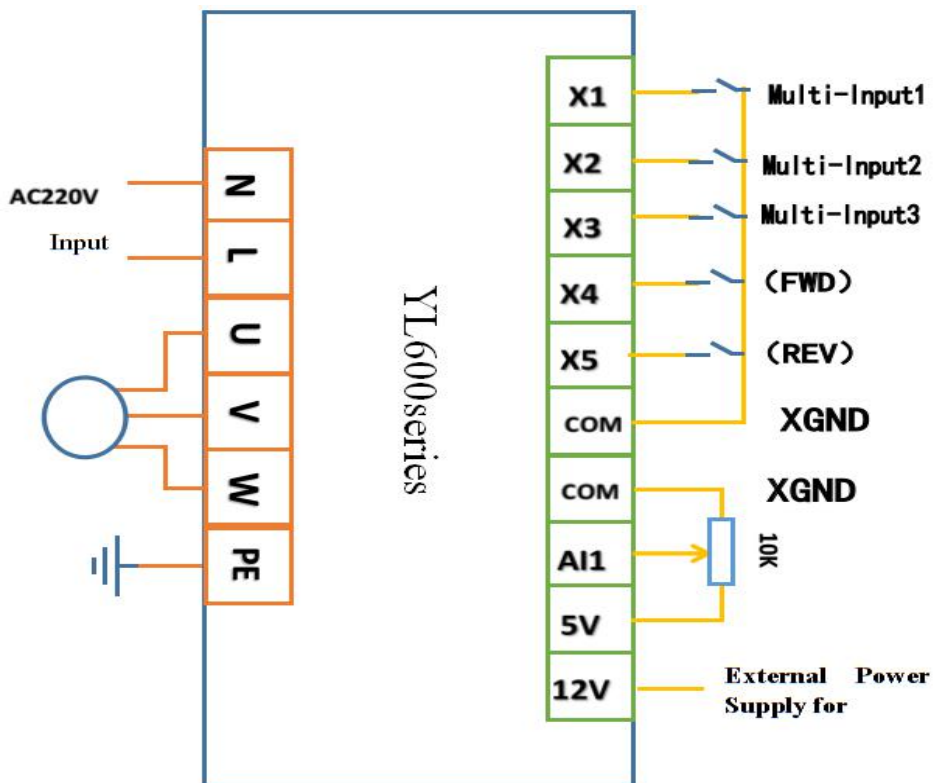 AC220V
Input
N
L
U
V
W
PE
YL600series
X1
X2
X3
X4
X5
COM
COM
AI1
5V
12V
Multi-Input1
Multi-Input2
Multi-Input3
(FWD)
(REV)
XGND
XGND
10K
External Power
Supply for